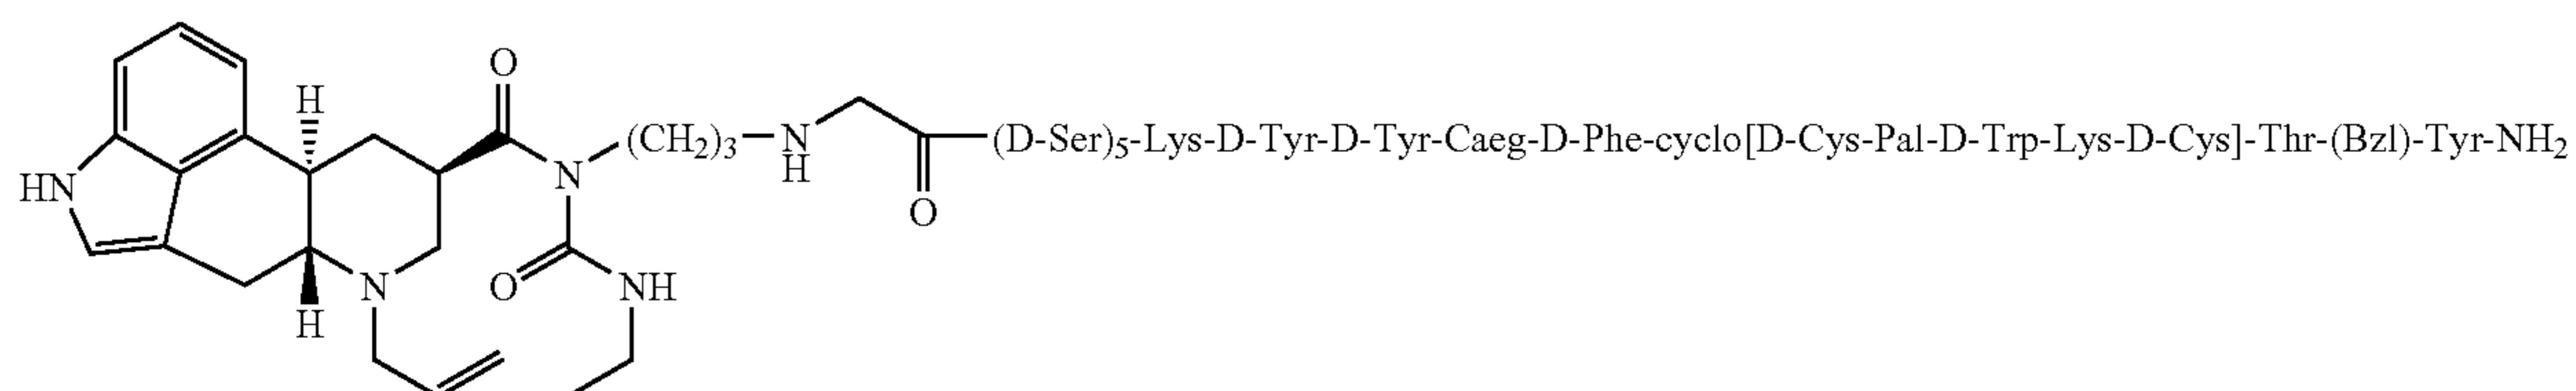 H
O
(CH2)3
N
H
(D-Ser)5-Lys-D-Tyr-D-Tyr-Caeg-D-Phe-cyclo[D-Cys-Pal-D-Trp-Lys-D-Cys]-Thr-(Bzl)-Tyr-NH2
HN
N
O
N
O
NH
H